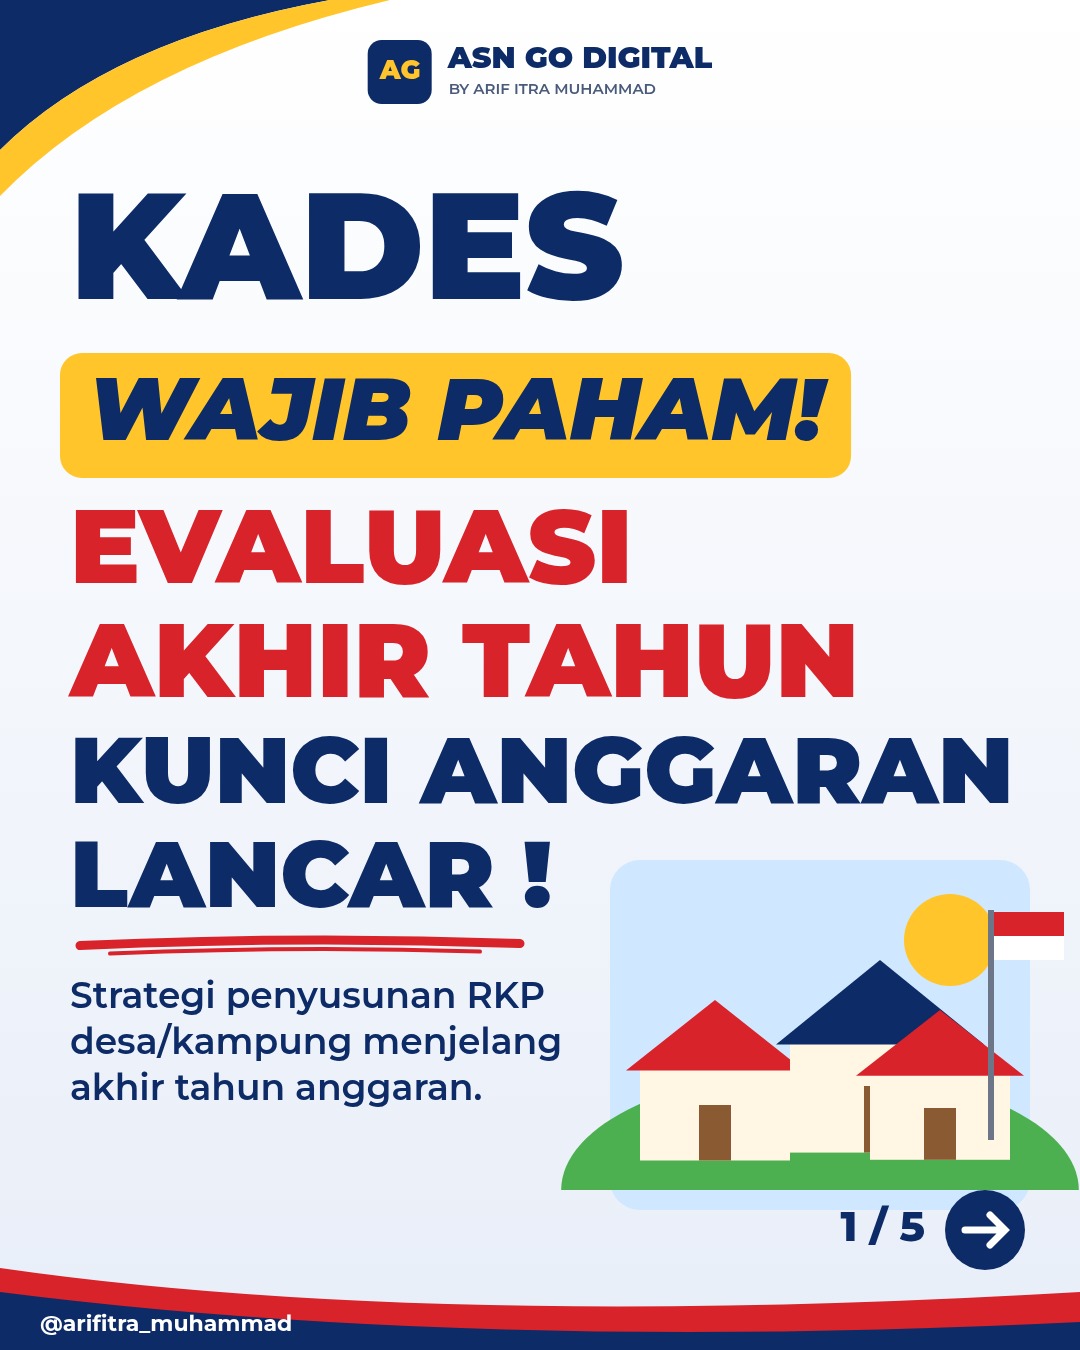 AG
ASN GO DIGITAL
BY ARIF ITRA MUHAMMAD
KADES
WAJIB PAHAM!
EVALUASI
AKHIR TAHUN
KUNCI ANGGARAN
LANCAR !
Strategi penyusunan RKP
desa/kampung menjelang
akhir tahun anggaran.
1 / 5
@arifitra_muhammad